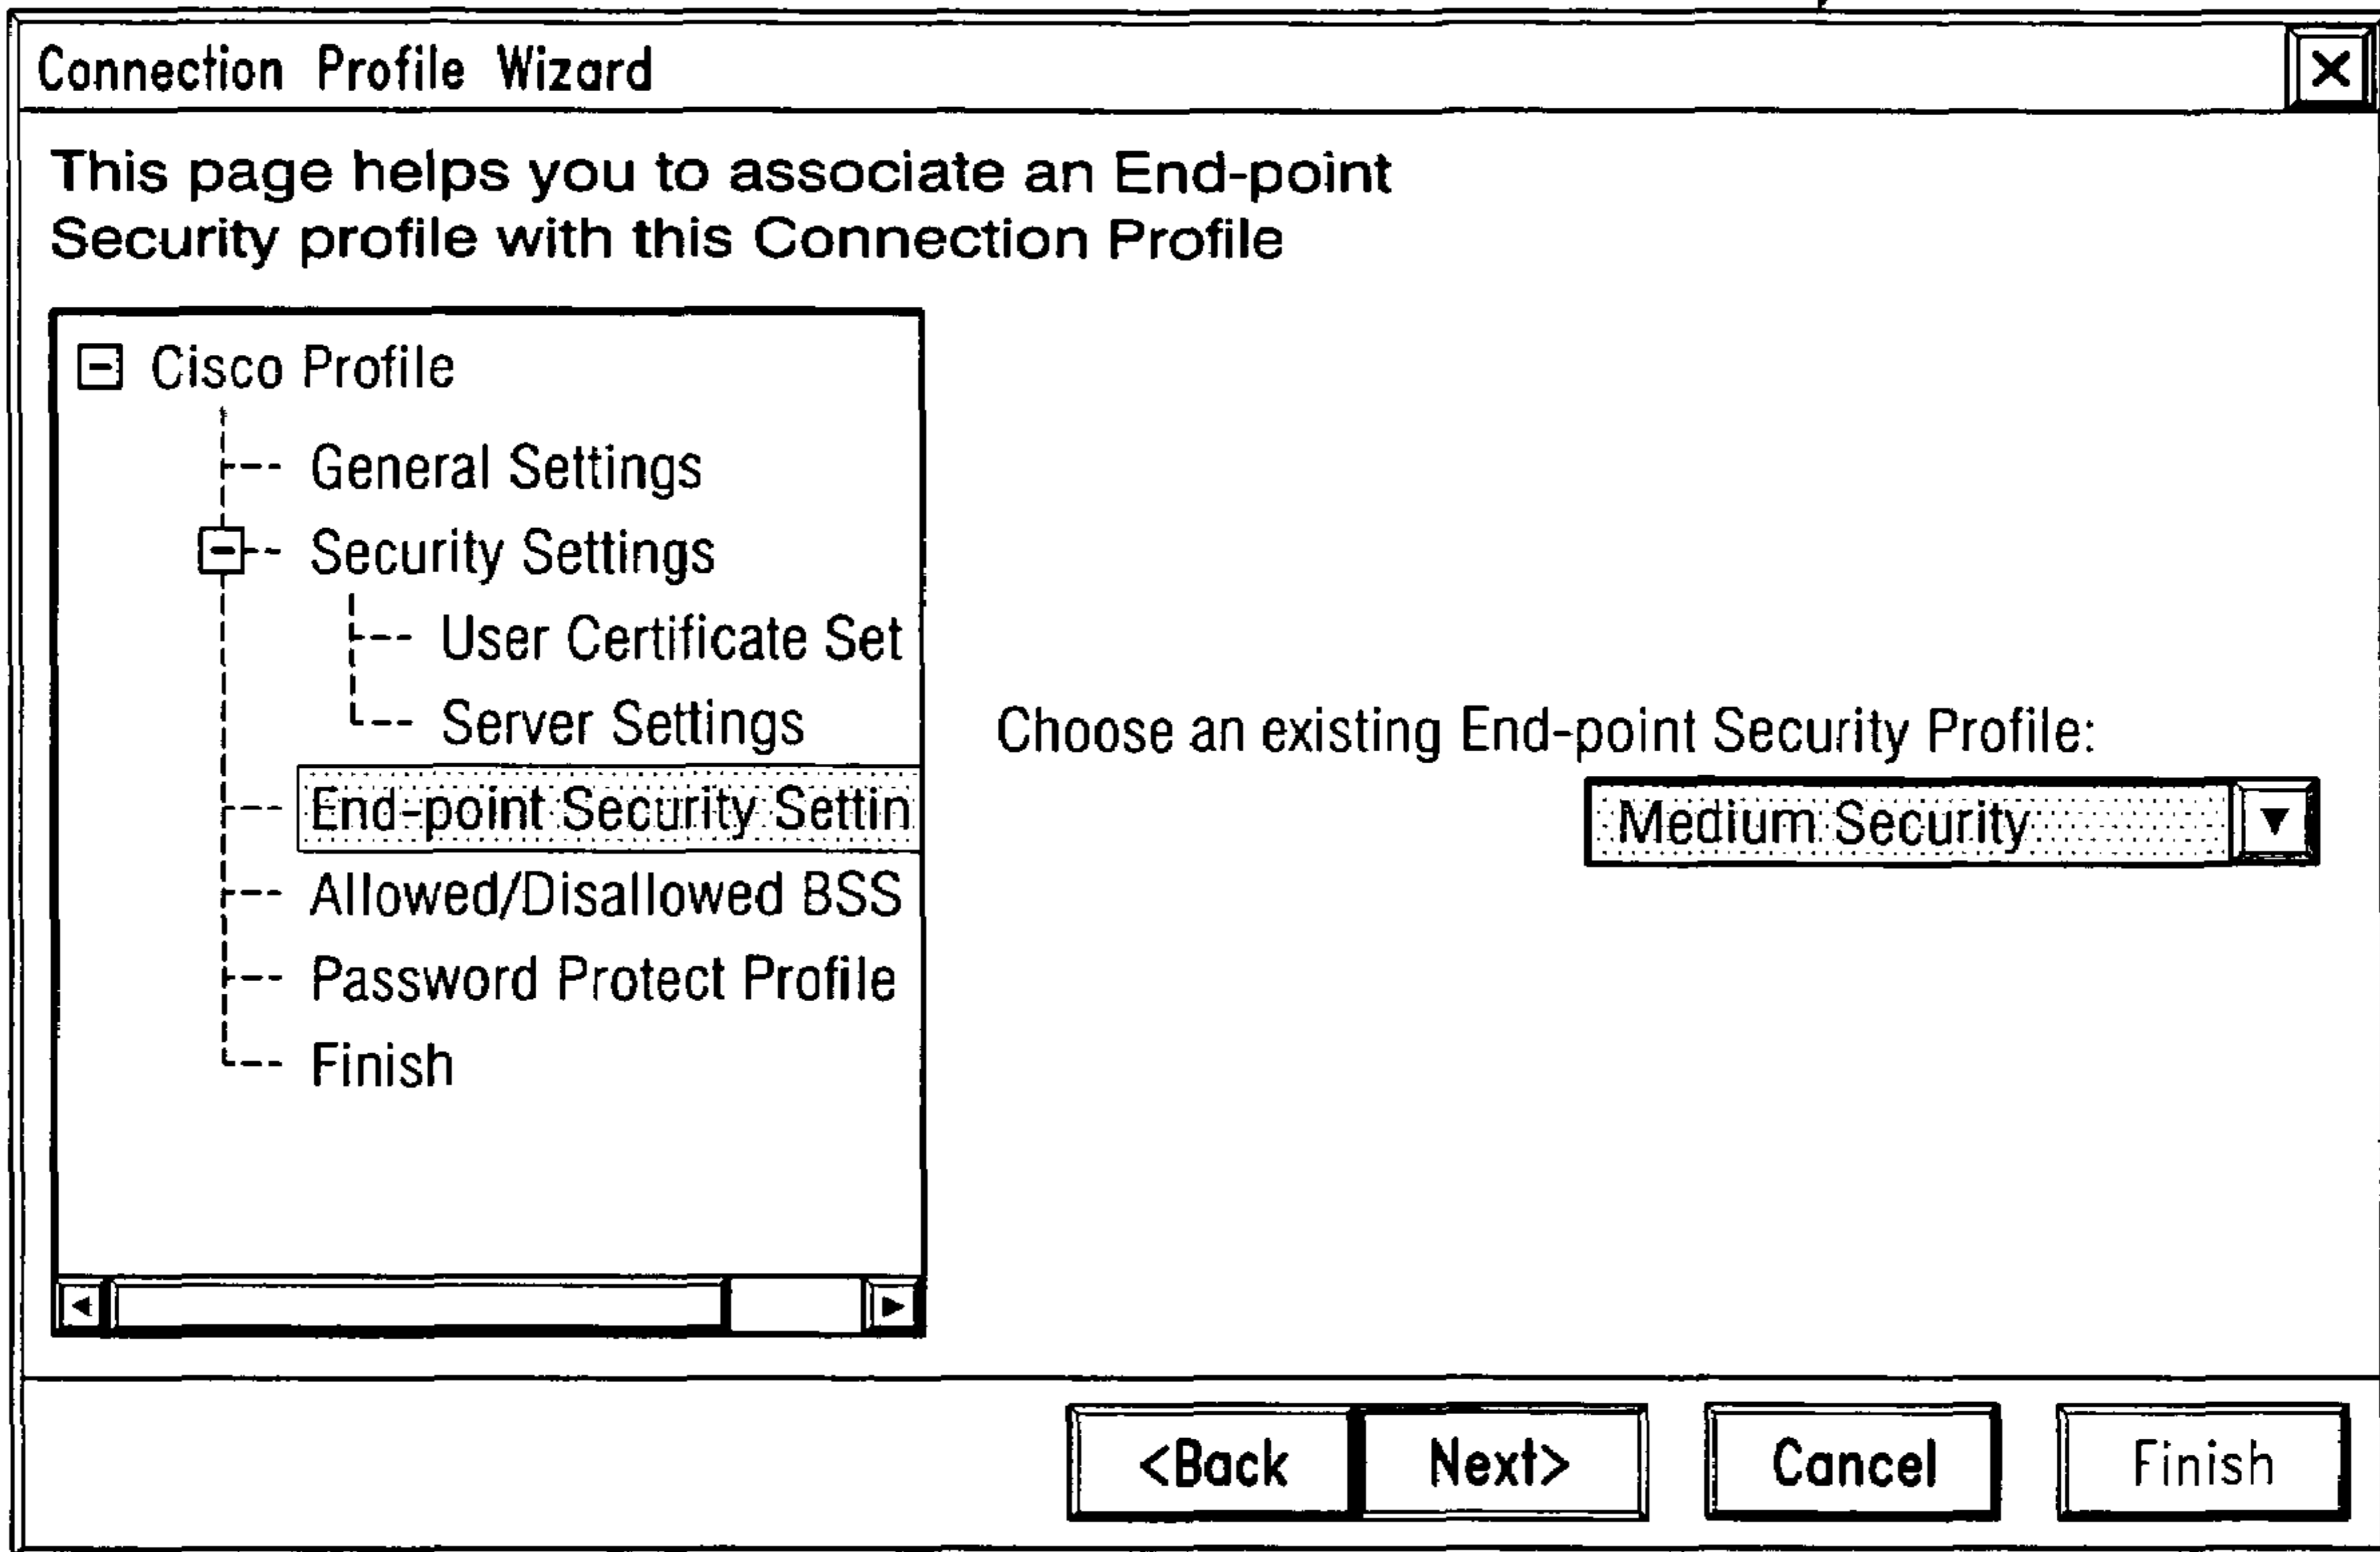 Connection Profile Wizard
This page helps you to associate an End-point
Security profile with this Connection Profile
Cisco Profile
General Settings
Security Settings
User Certificate Set
Server Settings
End-point Security Settin
Allowed/Disallowed BSS
Password Protect Profile
Finish
Choose an existing End-point Security Profile:
Medium Security
<Back Next> Cancel Finish